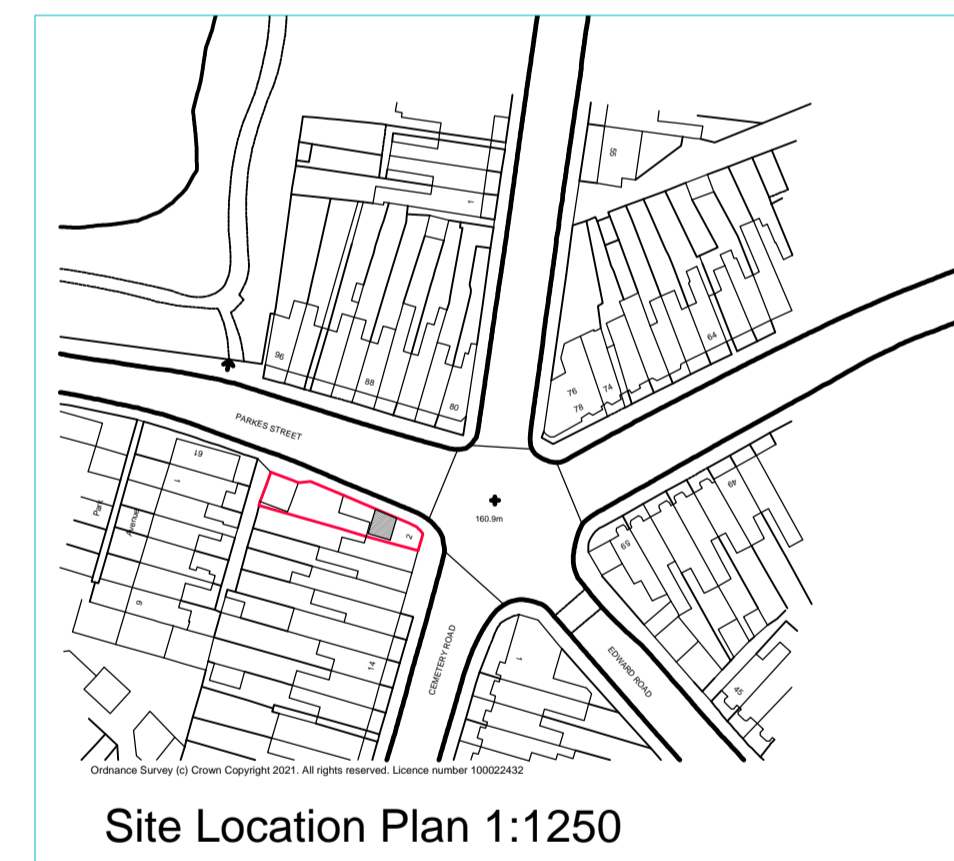 55
1
96
88
80
64
76
74
78
PARKES STREET
61
1
Park
Avenue
9
2
160.9m
49
59
14
CEMETERY ROAD
1
EDWARD ROAD
45
Ordnance Survey (c) Crown Copyright 2021. All rights reserved. Licence number 100022432
Site Location Plan 1:1250